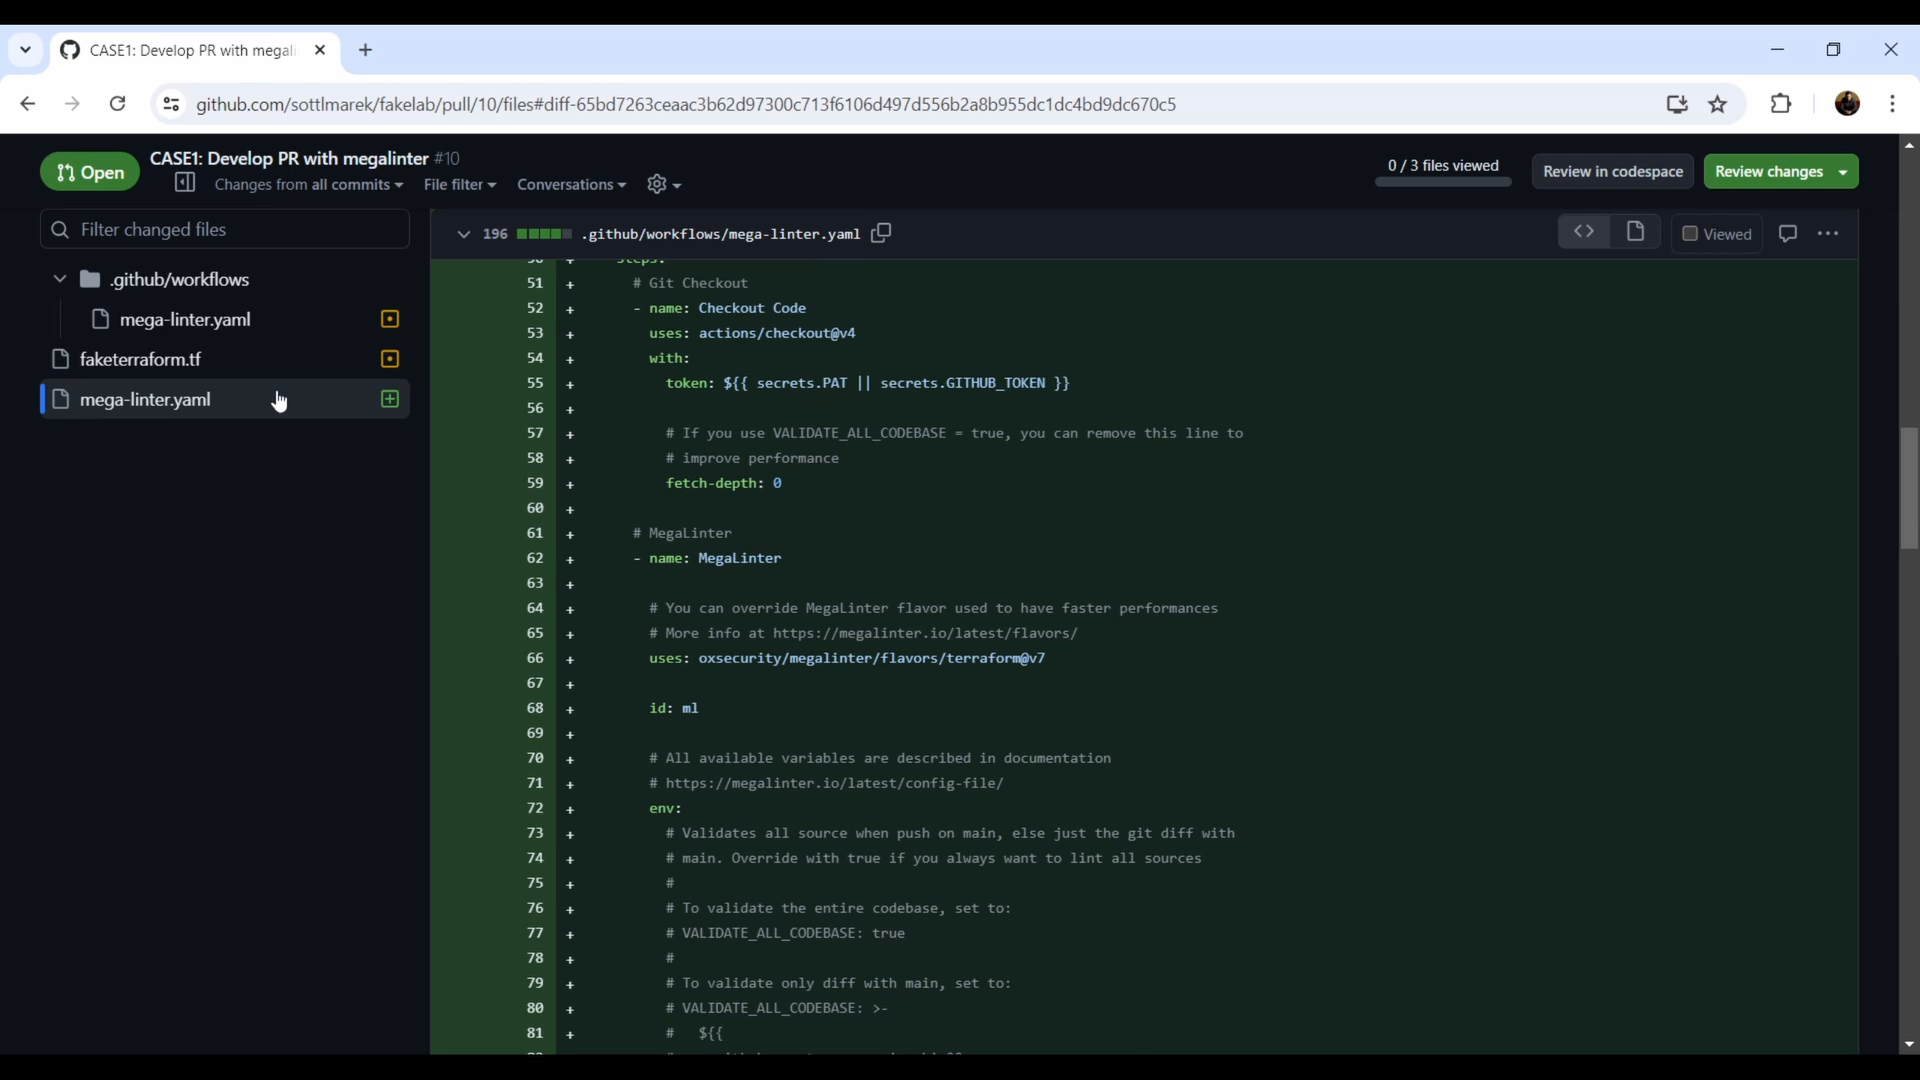 CASE1: Develop PR with megali
github.com/sottlmarek/fakelab/pull/10/files#diff-65bd7263ceaac3b62d97300c713f6106d497d556b2a8b955dc1dc4bd9dc670c5
Open
CASE1: Develop PR with megalinter #10
Changes from all commits
File filter
Conversations
0 / 3 files viewed
Review in codespace
Review changes
Filter changed files
.github/workflows
mega-linter.yaml
faketerraform.tf
mega-linter.yaml
196 .github/workflows/mega-linter.yaml
Viewed
50 + steps:
51 + # Git Checkout
52 + - name: Checkout Code
53 + uses: actions/checkout@v4
54 + with:
55 + token: ${{ secrets.PAT || secrets.GITHUB_TOKEN }}
56 +
57 + # If you use VALIDATE_ALL_CODEBASE = true, you can remove this line to
58 + # improve performance
59 + fetch-depth: 0
60 +
61 + # MegaLinter
62 + - name: MegaLinter
63 +
64 + # You can override MegaLinter flavor used to have faster performances
65 + # More info at https://megalinter.io/latest/flavors/
66 + uses: oxsecurity/megalinter/flavors/terraform@v7
67 +
68 + id: ml
69 +
70 + # All available variables are described in documentation
71 + # https://megalinter.io/latest/config-file/
72 + env:
73 + # Validates all source when push on main, else just the git diff with
74 + # main. Override with true if you always want to lint all sources
75 + #
76 + # To validate the entire codebase, set to:
77 + # VALIDATE_ALL_CODEBASE: true
78 + #
79 + # To validate only diff with main, set to:
80 + # VALIDATE_ALL_CODEBASE: >-
81 + # ${{